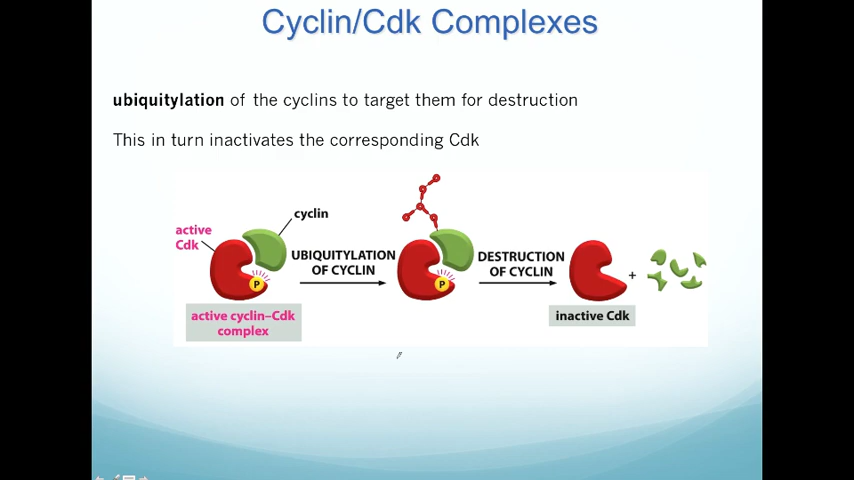 Cyclin/Cdk Complexes
ubiquitylation of the cyclins to target them for destruction
This in turn inactivates the corresponding Cdk
cyclin
active
Cdk
UBIQUITYLATION
OF CYCLIN
DESTRUCTION
OF CYCLIN
P
P
+
active cyclin–Cdk
complex
inactive Cdk